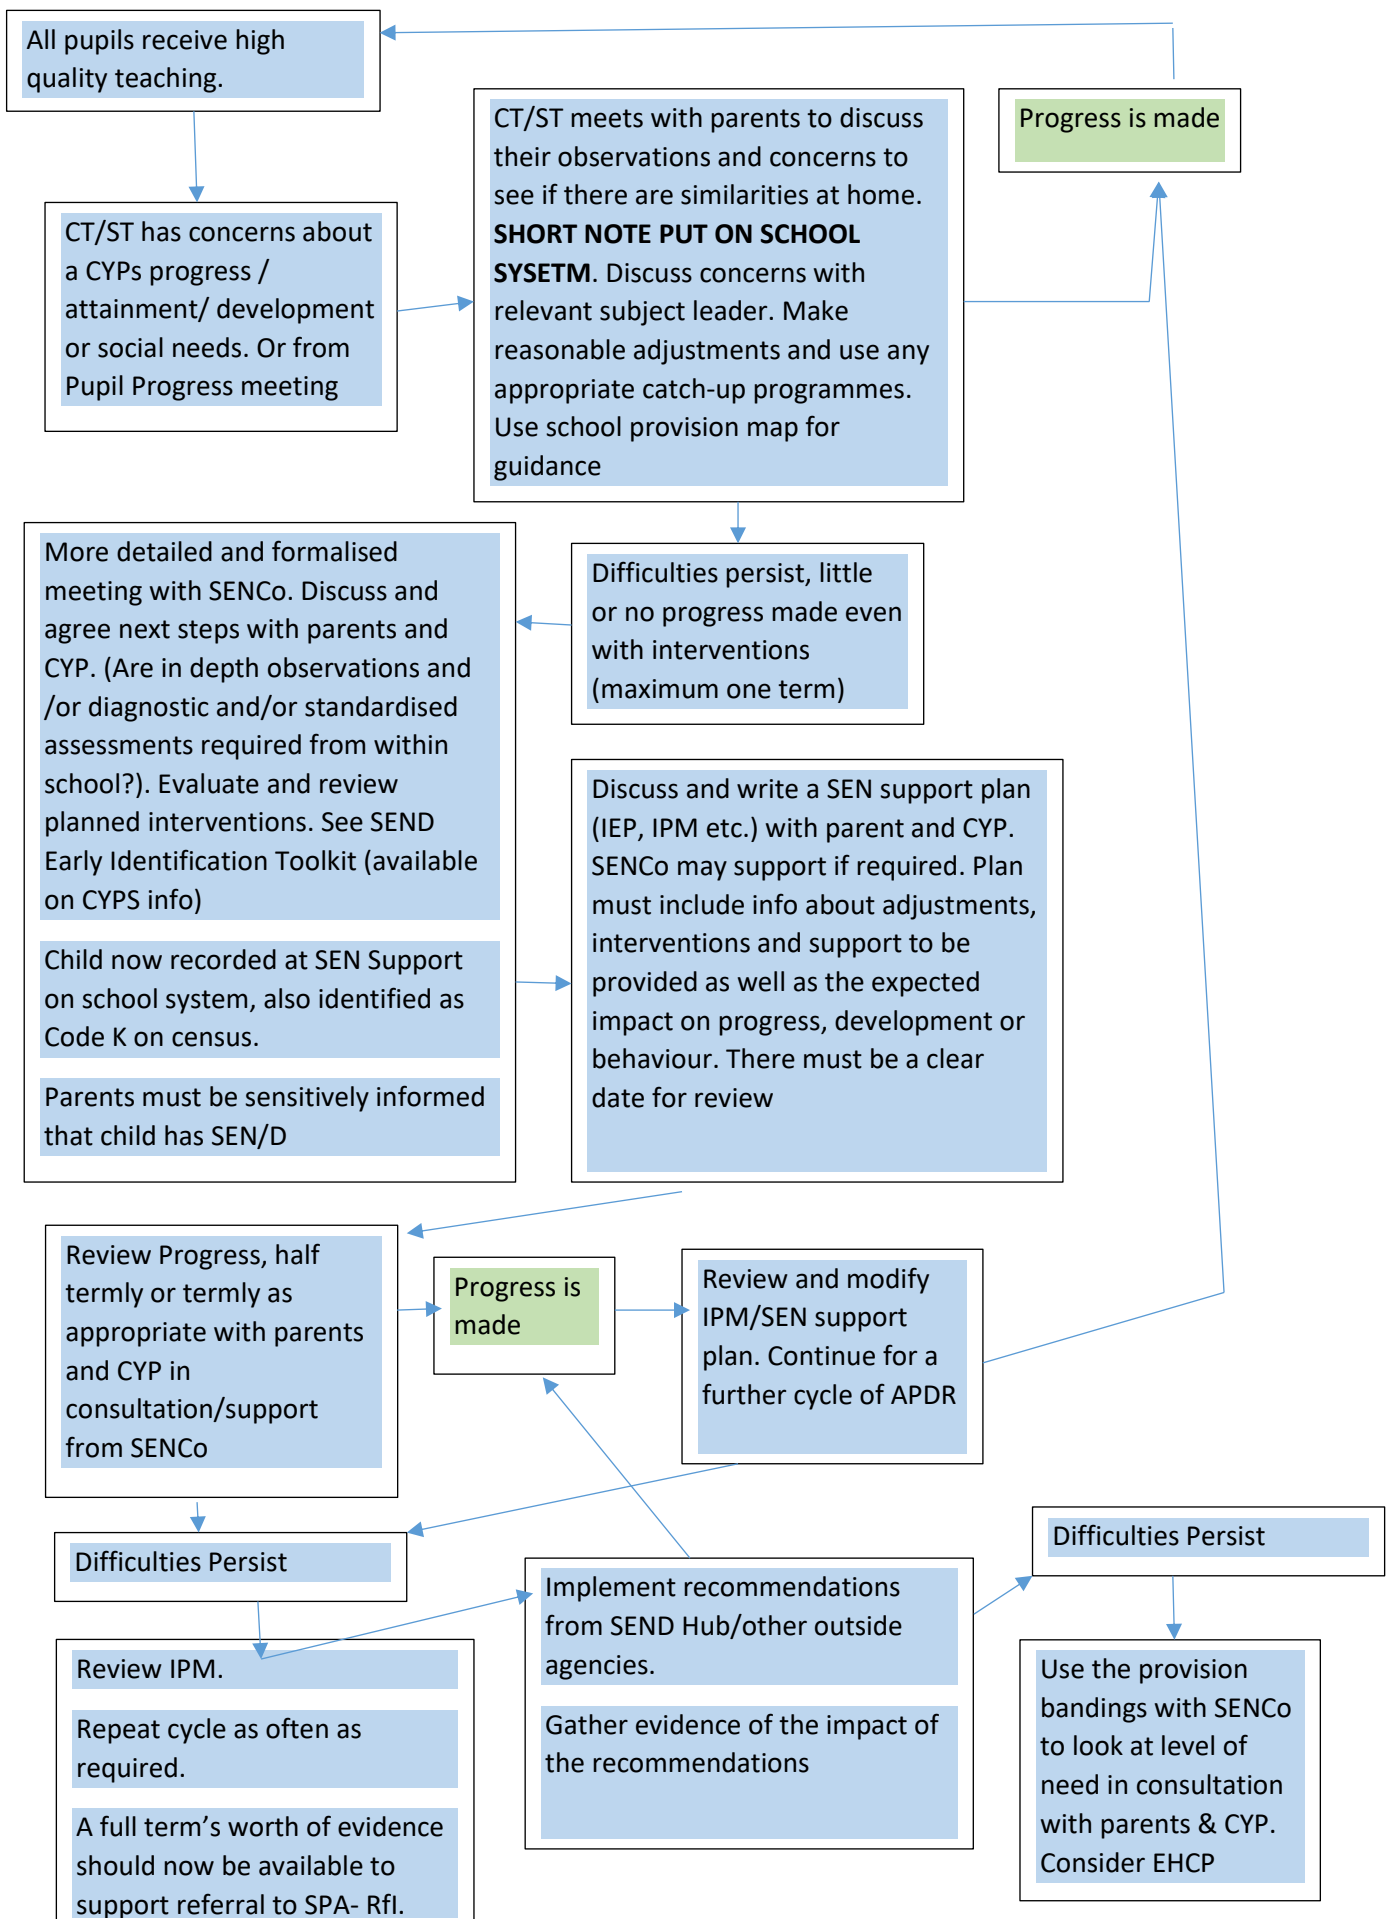 All pupils receive high
quality teaching.
CT/ST meets with parents to discuss
their observations and concerns to
see if there are similarities at home.
SHORT NOTE PUT ON SCHOOL
SYSETM. Discuss concerns with
relevant subject leader. Make
reasonable adjustments and use any
appropriate catch-up programmes.
Use school provision map for
guidance
Progress is made
CT/ST has concerns about
a CYPs progress /
attainment/ development
or social needs. Or from
Pupil Progress meeting
More detailed and formalised
meeting with SENCo. Discuss and
agree next steps with parents and
CYP. (Are in depth observations and
/or diagnostic and/or standardised
assessments required from within
school?). Evaluate and review
planned interventions. See SEND
Early Identification Toolkit (available
on CYPS info)
Child now recorded at SEN Support
on school system, also identified as
Code K on census.
Parents must be sensitively informed
that child has SEN/D
Difficulties persist, little
or no progress made even
with interventions
(maximum one term)
Discuss and write a SEN support plan
(IEP, IPM etc.) with parent and CYP.
SENCo may support if required. Plan
must include info about adjustments,
interventions and support to be
provided as well as the expected
impact on progress, development or
behaviour. There must be a clear
date for review
Review Progress, half
termly or termly as
appropriate with parents
and CYP in
consultation/support
from SENCo
Progress is
made
Review and modify
IPM/SEN support
plan. Continue for a
further cycle of APDR
Difficulties Persist
Implement recommendations
from SEND Hub/other outside
agencies.
Gather evidence of the impact of
the recommendations
Difficulties Persist
Review IPM.
Repeat cycle as often as
required.
A full term’s worth of evidence
should now be available to
support referral to SPA- RfI.
Use the provision
bandings with SENCo
to look at level of
need in consultation
with parents & CYP.
Consider EHCP